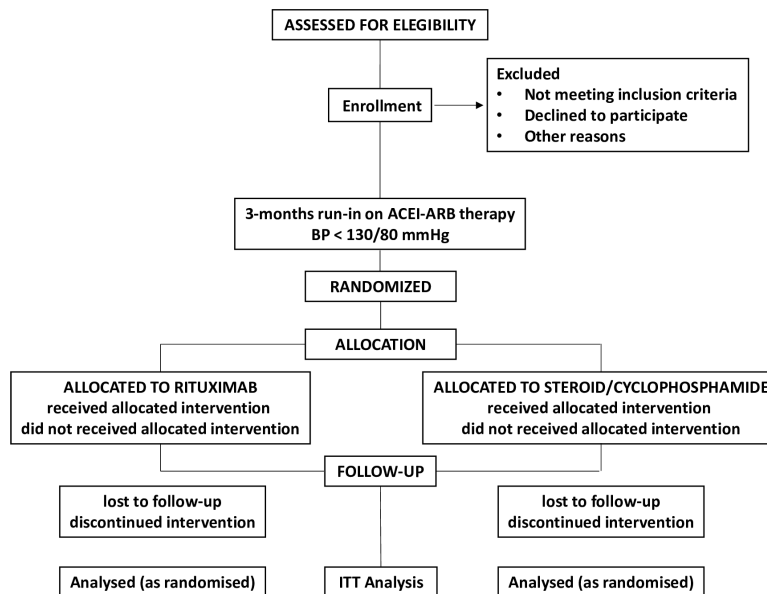 ASSESSED FOR ELEGIBILITY
Enrollment
Excluded
• Not meeting inclusion criteria
• Declined to participate
• Other reasons
3-months run-in on ACEI-ARB therapy
BP < 130/80 mmHg
RANDOMIZED
ALLOCATION
ALLOCATED TO RITUXIMAB
received allocated intervention
did not received allocated intervention
ALLOCATED TO STEROID/CYCLOPHOSPHAMIDE
received allocated intervention
did not received allocated intervention
FOLLOW-UP
lost to follow-up
discontinued intervention
lost to follow-up
discontinued intervention
Analysed (as randomised)
ITT Analysis
Analysed (as randomised)